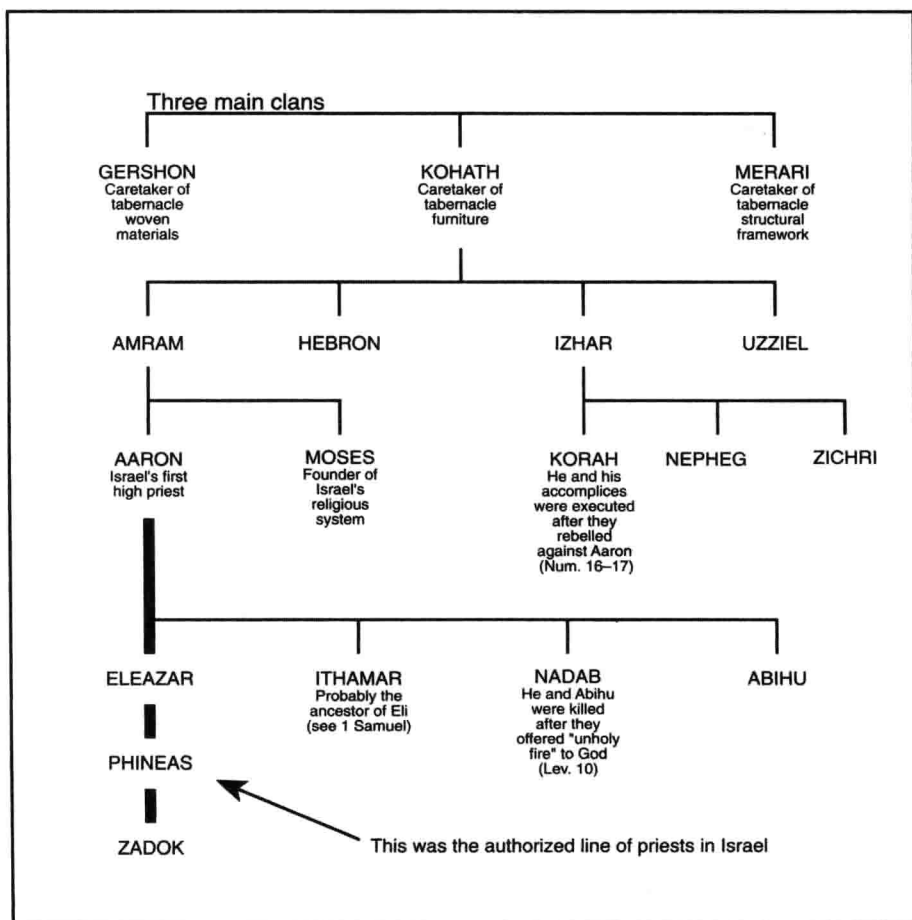 Three main clans
GERSHON
Caretaker of
tabernacle
woven
materials
KOHATH
Caretaker of
tabernacle
furniture
MERARI
Caretaker of
tabernacle
structural
framework
AMRAM
HEBRON
IZHAR
UZZIEL
AARON
Israel's first
high priest
MOSES
Founder of
Israel's
religious
system
KORAH
He and his
accomplices
were executed
after they
rebelled
against Aaron
(Num. 16–17)
NEPHEG
ZICHRI
ELEAZAR
ITHAMAR
Probably the
ancestor of Eli
(see 1 Samuel)
NADAB
He and Abihu
were killed
after they
offered "unholy
fire" to God
(Lev. 10)
ABIHU
PHINEAS
ZADOK
This was the authorized line of priests in Israel